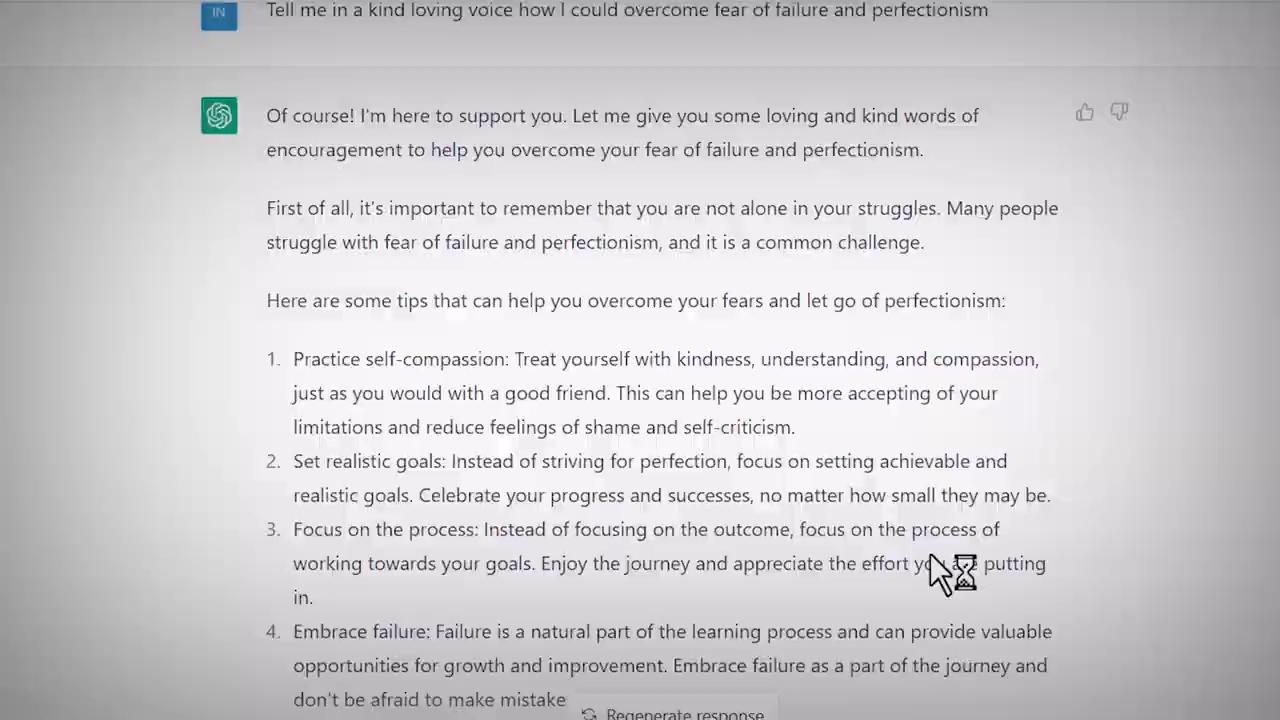 IN
Tell me in a kind loving voice how I could overcome fear of failure and perfectionism
Of course! I'm here to support you. Let me give you some loving and kind words of
encouragement to help you overcome your fear of failure and perfectionism.
First of all, it's important to remember that you are not alone in your struggles. Many people
struggle with fear of failure and perfectionism, and it is a common challenge.
Here are some tips that can help you overcome your fears and let go of perfectionism:
1. Practice self-compassion: Treat yourself with kindness, understanding, and compassion,
just as you would with a good friend. This can help you be more accepting of your
limitations and reduce feelings of shame and self-criticism.
2. Set realistic goals: Instead of striving for perfection, focus on setting achievable and
realistic goals. Celebrate your progress and successes, no matter how small they may be.
3. Focus on the process: Instead of focusing on the outcome, focus on the process of
working towards your goals. Enjoy the journey and appreciate the effort putting
in.
4. Embrace failure: Failure is a natural part of the learning process and can provide valuable
opportunities for growth and improvement. Embrace failure as a part of the journey and
don't be afraid to make mistake
Regenerate response